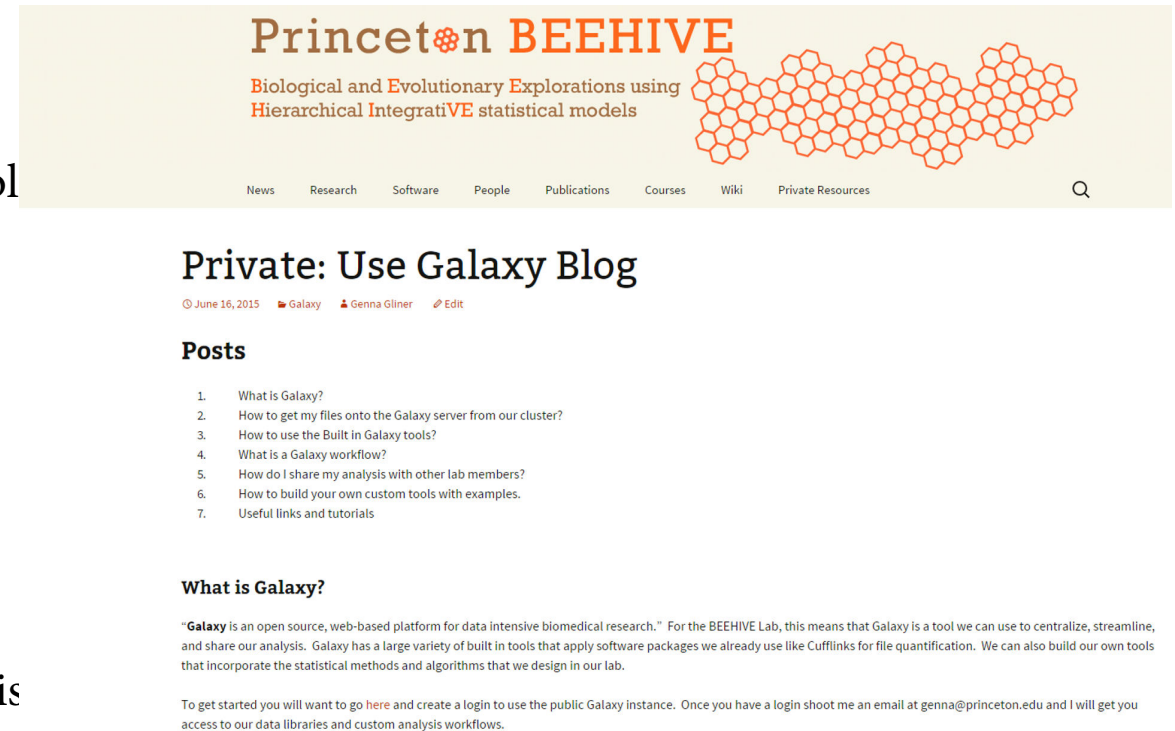 Princeton BEEHIVE
Biological and Evolutionary Explorations using
Hierarchical IntegratiVE statistical models
News Research Software People Publications Courses Wiki Private Resources
Private: Use Galaxy Blog
June 16, 2015 Galaxy Genna Gliner Edit
Posts
1. What is Galaxy?
2. How to get my files onto the Galaxy server from our cluster?
3. How to use the Built in Galaxy tools?
4. What is a Galaxy workflow?
5. How do I share my analysis with other lab members?
6. How to build your own custom tools with examples.
7. Useful links and tutorials
What is Galaxy?
"Galaxy is an open source, web-based platform for data intensive biomedical research."  For the BEEHIVE Lab, this means that Galaxy is a tool we can use to centralize, streamline,
and share our analysis.  Galaxy has a large variety of built in tools that apply software packages we already use like Cufflinks for file quantification.  We can also build our own tools
that incorporate the statistical methods and algorithms that we design in our lab.
To get started you will want to go here and create a login to use the public Galaxy instance.  Once you have a login shoot me an email at genna@princeton.edu and I will get you
access to our data libraries and custom analysis workflows.